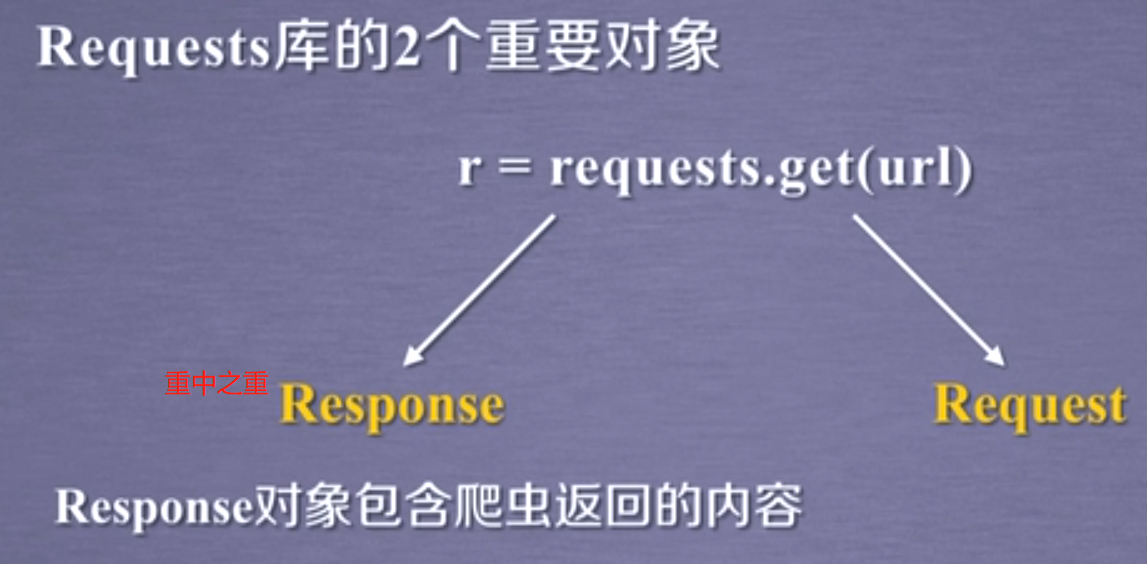 Requests库的2个重要对象
r = requests.get(url)
重中之重 Response Request
Response对象包含爬虫返回的内容